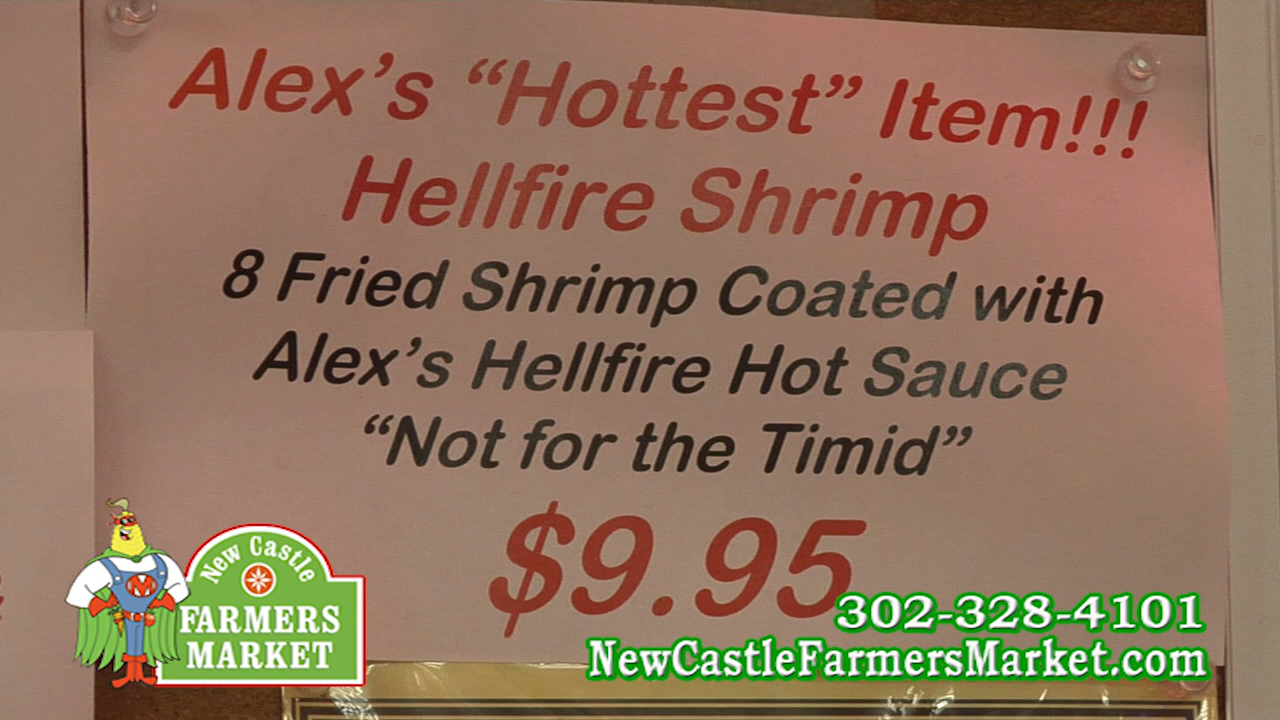 Alex's “Hottest” Item!!!
Hellfire Shrimp
8 Fried Shrimp Coated with
Alex's Hellfire Hot Sauce
“Not for the Timid”
$9.95
New Castle
FARMERS
MARKET
M
302-328-4101
NewCastleFarmersMarket.com